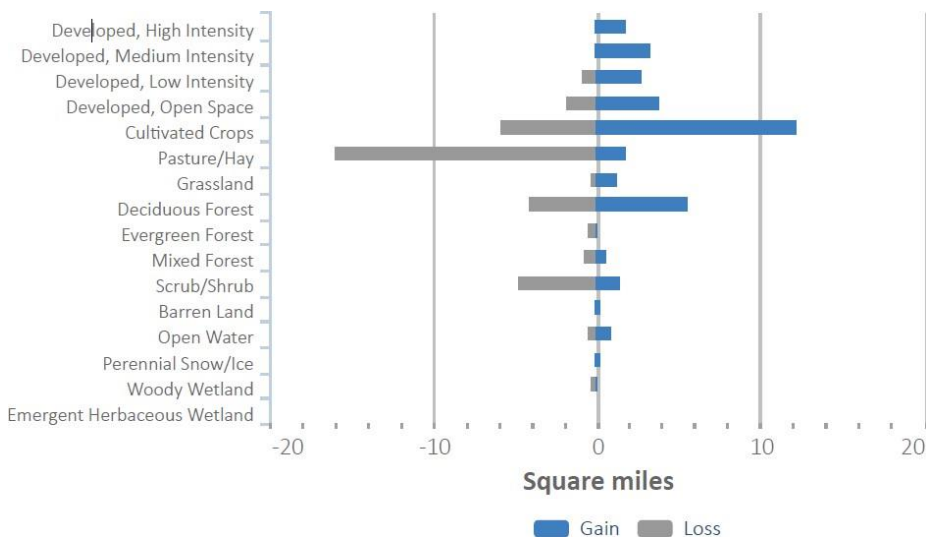 Developed, High Intensity
Developed, Medium Intensity
Developed, Low Intensity
Developed, Open Space
Cultivated Crops
Pasture/Hay
Grassland
Deciduous Forest
Evergreen Forest
Mixed Forest
Scrub/Shrub
Barren Land
Open Water
Perennial Snow/Ice
Woody Wetland
Emergent Herbaceous Wetland
-20 -10 0 10 20
Square miles
Gain Loss